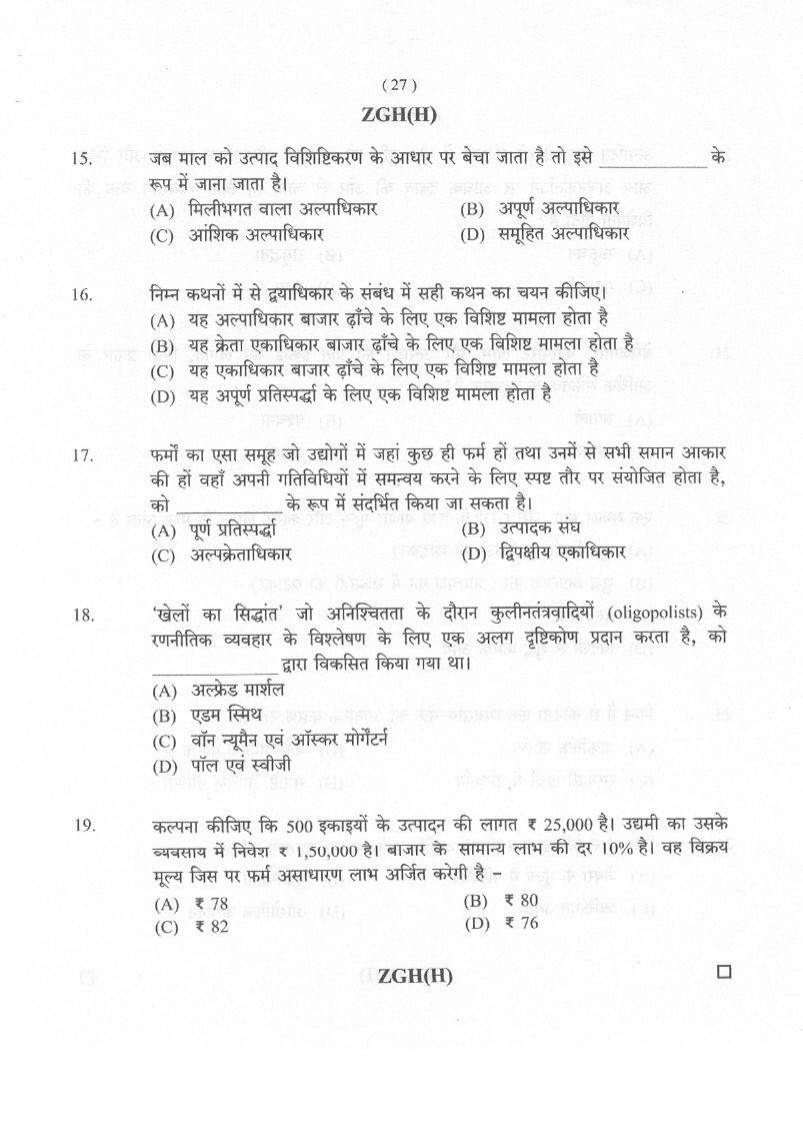 ( 27 )
ZGH(H)
15. जब माल को उत्पाद विशिष्टिकरण के आधार पर बेचा जाता है तो इसे ____________ के
रूप में जाना जाता है।
(A) मिलीभगत वाला अल्पाधिकार (B) अपूर्ण अल्पाधिकार
(C) आंशिक अल्पाधिकार (D) समूहित अल्पाधिकार
16. निम्न कथनों में से द्वयाधिकार के संबंध में सही कथन का चयन कीजिए।
(A) यह अल्पाधिकार बाजार ढ़ाँचे के लिए एक विशिष्ट मामला होता है
(B) यह क्रेता एकाधिकार बाजार ढ़ाँचे के लिए एक विशिष्ट मामला होता है
(C) यह एकाधिकार बाजार ढ़ाँचे के लिए एक विशिष्ट मामला होता है
(D) यह अपूर्ण प्रतिस्पर्द्धा के लिए एक विशिष्ट मामला होता है
17. फर्मों का एसा समूह जो उद्योगों में जहां कुछ ही फर्म हों तथा उनमें से सभी समान आकार
की हों वहाँ अपनी गतिविधियों में समन्वय करने के लिए स्पष्ट तौर पर संयोजित होता है,
को ____________ के रूप में संदर्भित किया जा सकता है।
(A) पूर्ण प्रतिस्पर्द्धा (B) उत्पादक संघ
(C) अल्पक्रेताधिकार (D) द्विपक्षीय एकाधिकार
18. 'खेलों का सिद्धांत' जो अनिश्चितता के दौरान कुलीनतंत्रवादियों (oligopolists) के
रणनीतिक व्यवहार के विश्लेषण के लिए एक अलग दृष्टिकोण प्रदान करता है, को
______________ द्वारा विकसित किया गया था।
(A) अल्फ्रेड मार्शल
(B) एडम स्मिथ
(C) वॉन न्यूमैन एवं ऑस्कर मोर्गेंटर्न
(D) पॉल एवं स्वीजी
19. कल्पना कीजिए कि 500 इकाइयों के उत्पादन की लागत ₹ 25,000 है। उद्यमी का उसके
व्यवसाय में निवेश ₹ 1,50,000 है। बाजार के सामान्य लाभ की दर 10% है। वह विक्रय
मूल्य जिस पर फर्म असाधारण लाभ अर्जित करेगी है –
(A) ₹ 78 (B) ₹ 80
(C) ₹ 82 (D) ₹ 76
ZGH(H)